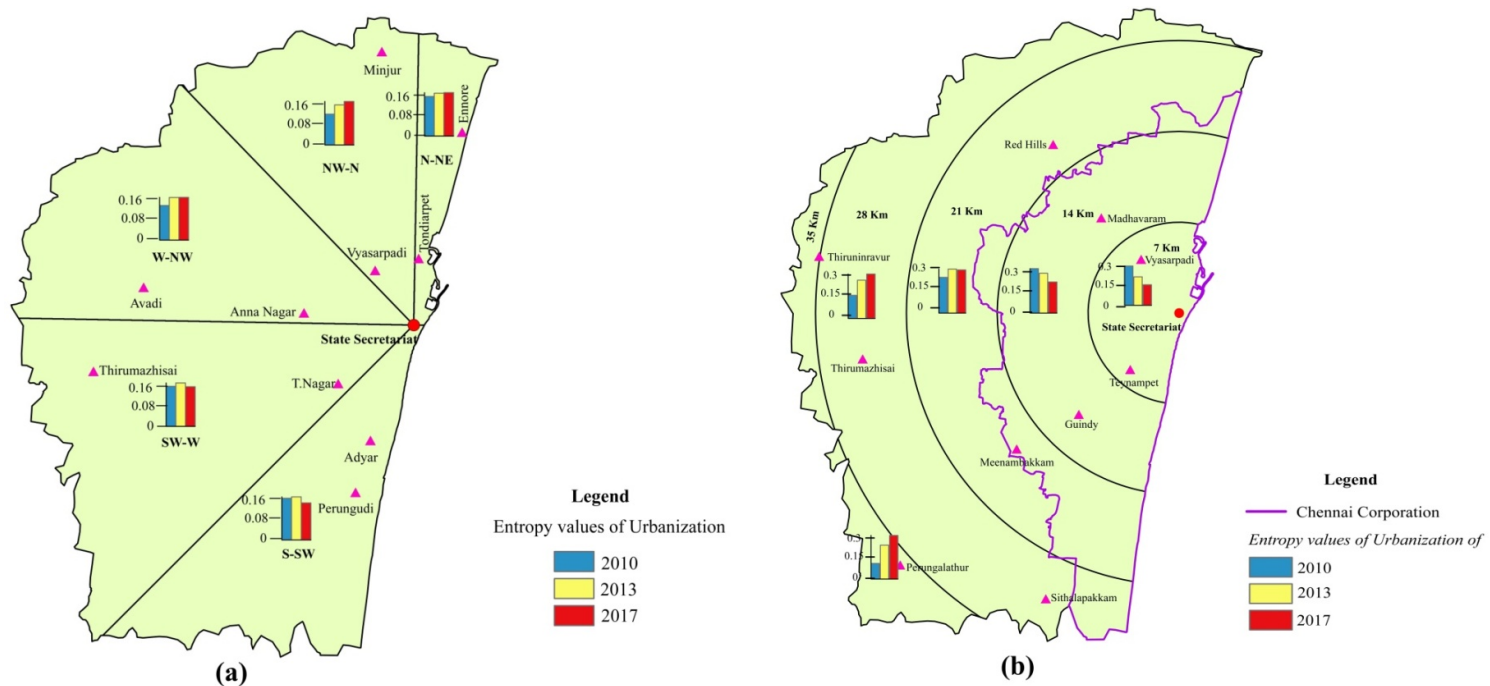 Minjur
0.16
0.08
0
NW-N
0.16
0.08
0
N-NE
Ennore
0.16
0.08
0
W-NW
Vyasarpadi
Tondiarpet
Avadi
Anna Nagar
State Secretariat
Thirumazhisai
T.Nagar
0.16
0.08
0
SW-W
Adyar
Perungudi
0.16
0.08
0
S-SW
Legend
Entropy values of Urbanization
2010
2013
2017
(a)
Red Hills
35 Km
28 Km
21 Km
14 Km
Madhavaram
7 Km
Vyasarpadi
Thiruninravur
0.3
0.15
0
0.3
0.15
0
0.3
0.15
0
0.3
0.15
0
State Secretariat
Thirumazhisai
Teynampet
Guindy
Meenambakkam
0.3
0.15
0
Perungalathur
Sithalapakkam
Legend
Chennai Corporation
Entropy values of Urbanization of
2010
2013
2017
(b)